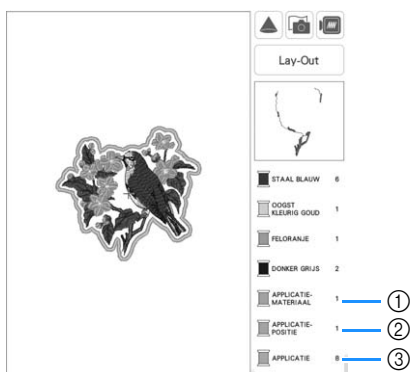 Lay-Out
STAAL BLAUW 6
OOGST
KLEURIG GOUD 1
FELORANJE 1
DONKER GRIJS 2
APPLICATIE-
MATERIAAL 1 ①
APPLICATIE-
POSITIE 1 ②
APPLICATIE 8 ③